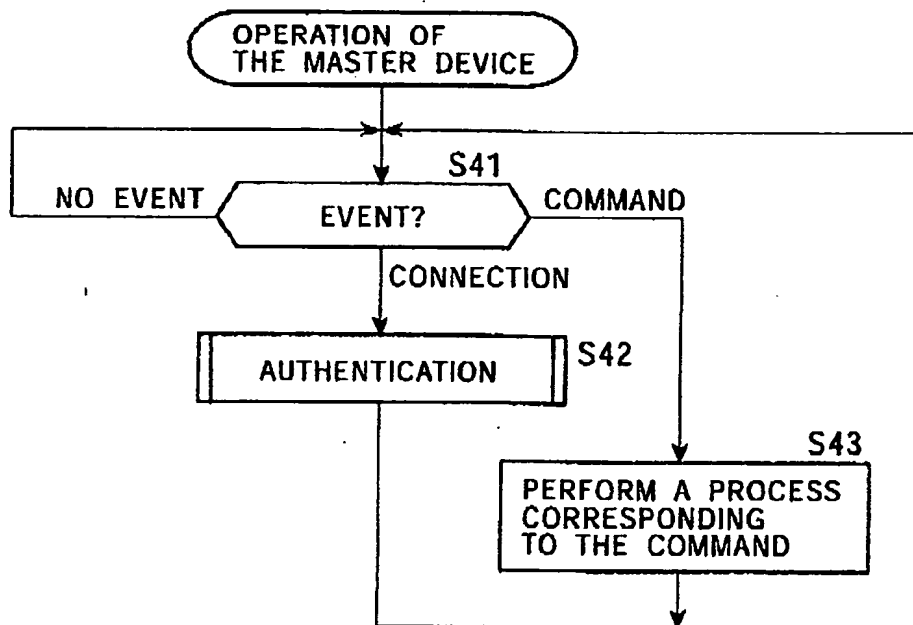 OPERATION OF
THE MASTER DEVICE
S41
NO EVENT
EVENT?
COMMAND
CONNECTION
AUTHENTICATION
S42
S43
PERFORM A PROCESS
CORRESPONDING
TO THE COMMAND